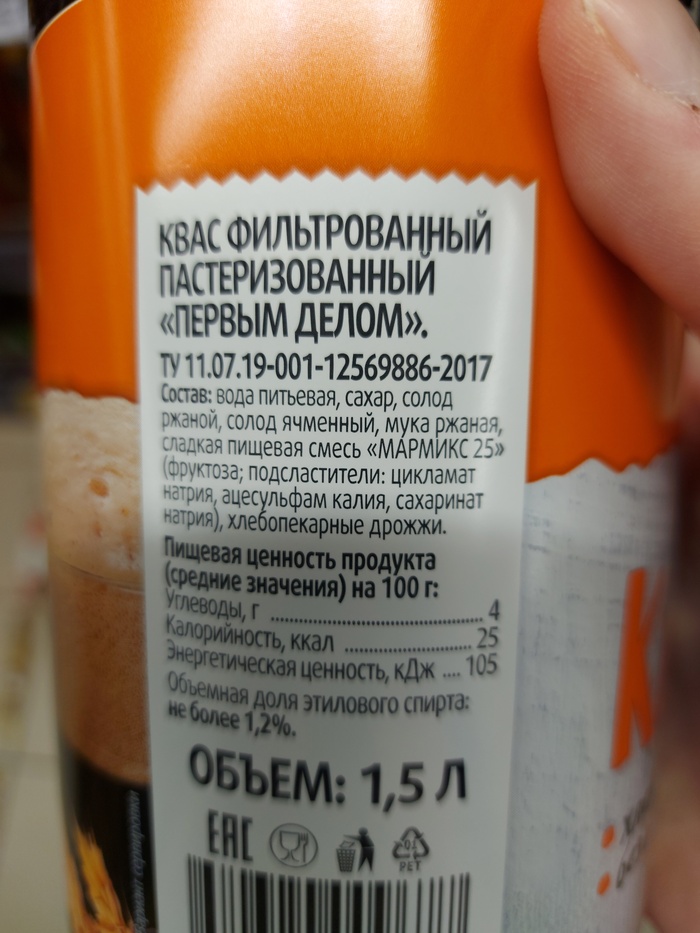 КВАС ФИЛЬТРОВАННЫЙ
ПАСТЕРИЗОВАННЫЙ
«ПЕРВЫМ ДЕЛОМ».
ТУ 11.07.19-001-12569886-2017
Состав: вода питьевая, сахар, солод
ржаной, солод ячменный, мука ржаная,
сладкая пищевая смесь «МАРМИКС 25»
(фруктоза; подсластители: цикламат
натрия, ацесульфам калия, сахаринат
натрия), хлебопекарные дрожжи.
Пищевая ценность продукта
(средние значения) на 100 г:
Углеводы, г ........................................ 4
Калорийность, ккал ....................... 25
Энергетическая ценность, кДж .... 105
Объемная доля этилового спирта:
не более 1,2%.
ОБЪЕМ: 1,5 Л
ЕАС
01
PET
К